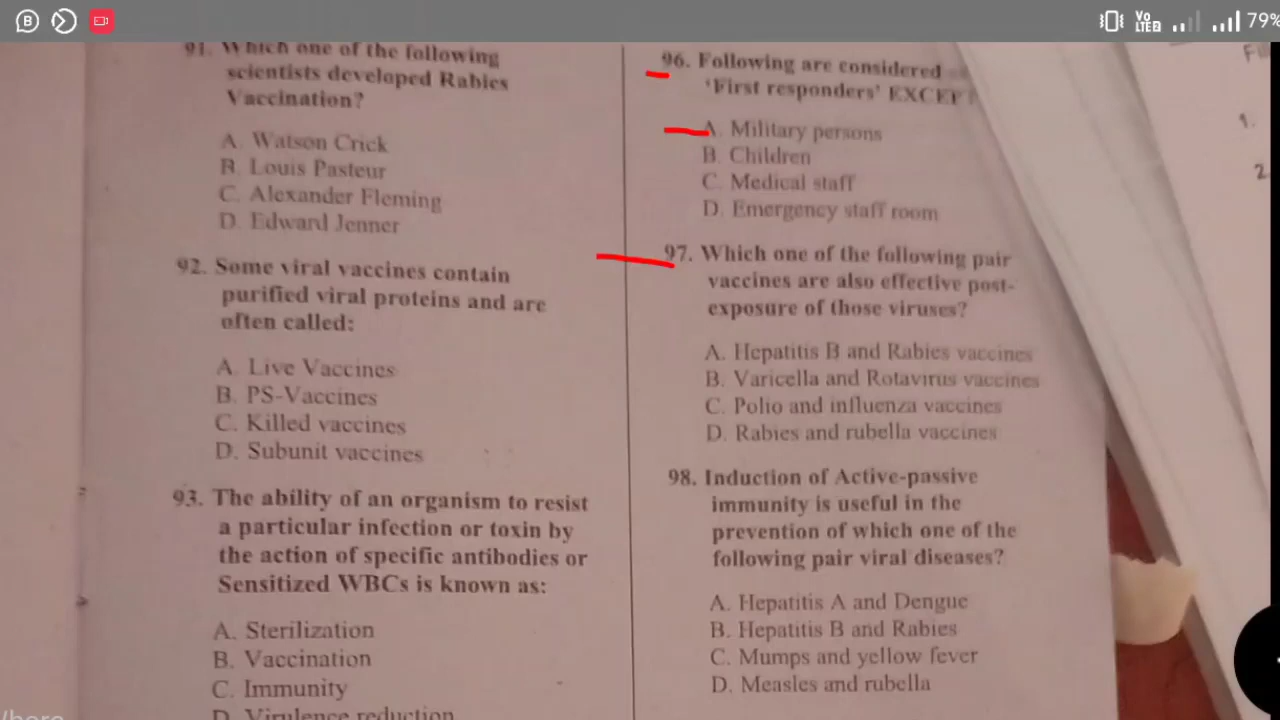 79%
91. Which one of the following
scientists developed Rabies
Vaccination?
A. Watson Crick
B. Louis Pasteur
C. Alexander Fleming
D. Edward Jenner
92. Some viral vaccines contain
purified viral proteins and are
often called:
A. Live Vaccines
B. PS-Vaccines
C. Killed vaccines
D. Subunit vaccines
93. The ability of an organism to resist
a particular infection or toxin by
the action of specific antibodies or
Sensitized WBCs is known as:
A. Sterilization
B. Vaccination
C. Immunity
D. Virulence reduction
96. Following are considered
'First responders' EXCEPT
A. Military persons
B. Children
C. Medical staff
D. Emergency staff room
97. Which one of the following pair
vaccines are also effective post-
exposure of those viruses?
A. Hepatitis B and Rabies vaccines
B. Varicella and Rotavirus vaccines
C. Polio and influenza vaccines
D. Rabies and rubella vaccines
98. Induction of Active-passive
immunity is useful in the
prevention of which one of the
following pair viral diseases?
A. Hepatitis A and Dengue
B. Hepatitis B and Rabies
C. Mumps and yellow fever
D. Measles and rubella
1.
2